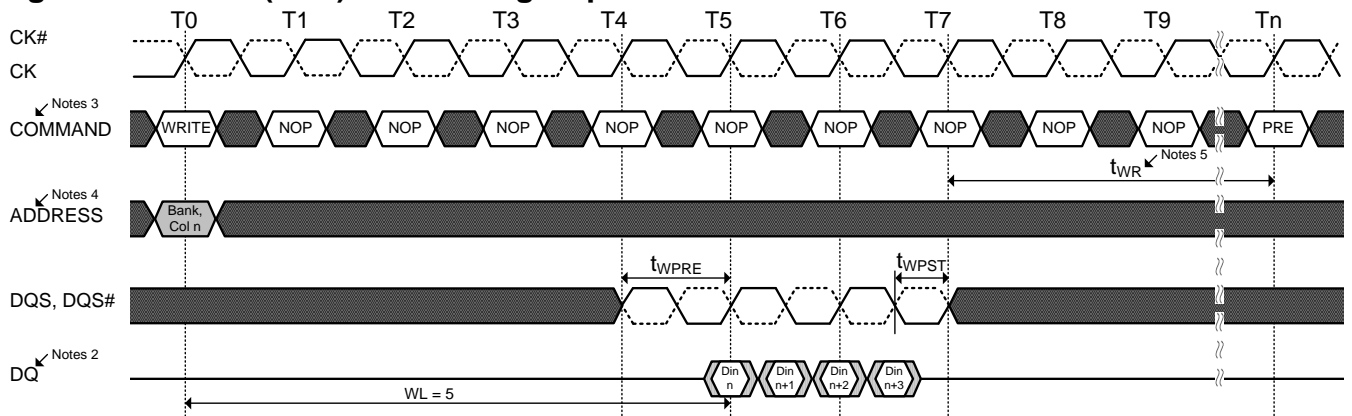 T0 T1 T2 T3 T4 T5 T6 T7 T8 T9 Tn
CK#
CK
Notes 3
COMMAND
WRITE NOP NOP NOP NOP NOP NOP NOP NOP NOP PRE
tWR Notes 5
Notes 4
ADDRESS
Bank,
Col n
tWPRE tWPST
DQS, DQS#
Notes 2
DQ
Din
n
Din
n+1
Din
n+2
Din
n+3
WL = 5